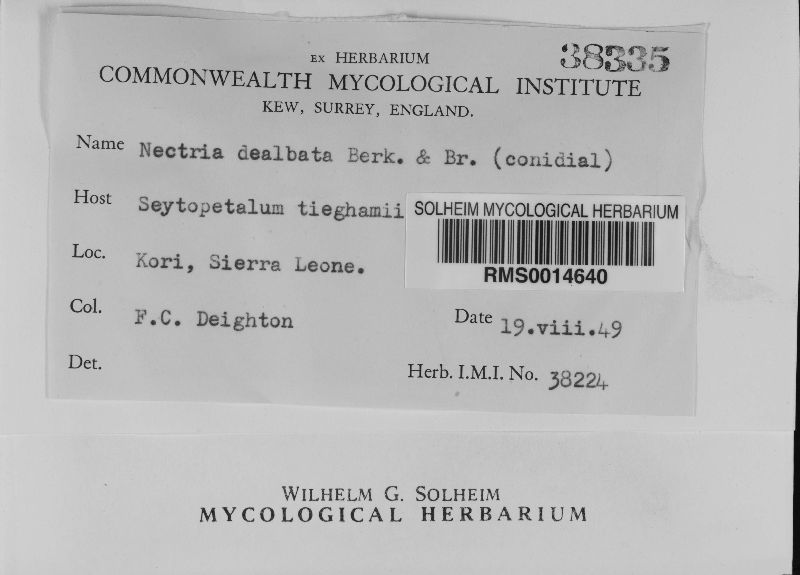 38335
EX HERBARIUM
COMMONWEALTH MYCOLOGICAL INSTITUTE
KEW, SURREY, ENGLAND.
Name Nectria dealbata Berk. & Br. (conidial)
Host Seytopetalum tieghamii
SOLHEIM MYCOLOGICAL HERBARIUM
RMS0014640
Loc. Kori, Sierra Leone.
Col. F.C. Deighton Date 19.viii.49
Det. Herb. I.M.I. No. 38224
WILHELM G. SOLHEIM
MYCOLOGICAL HERBARIUM